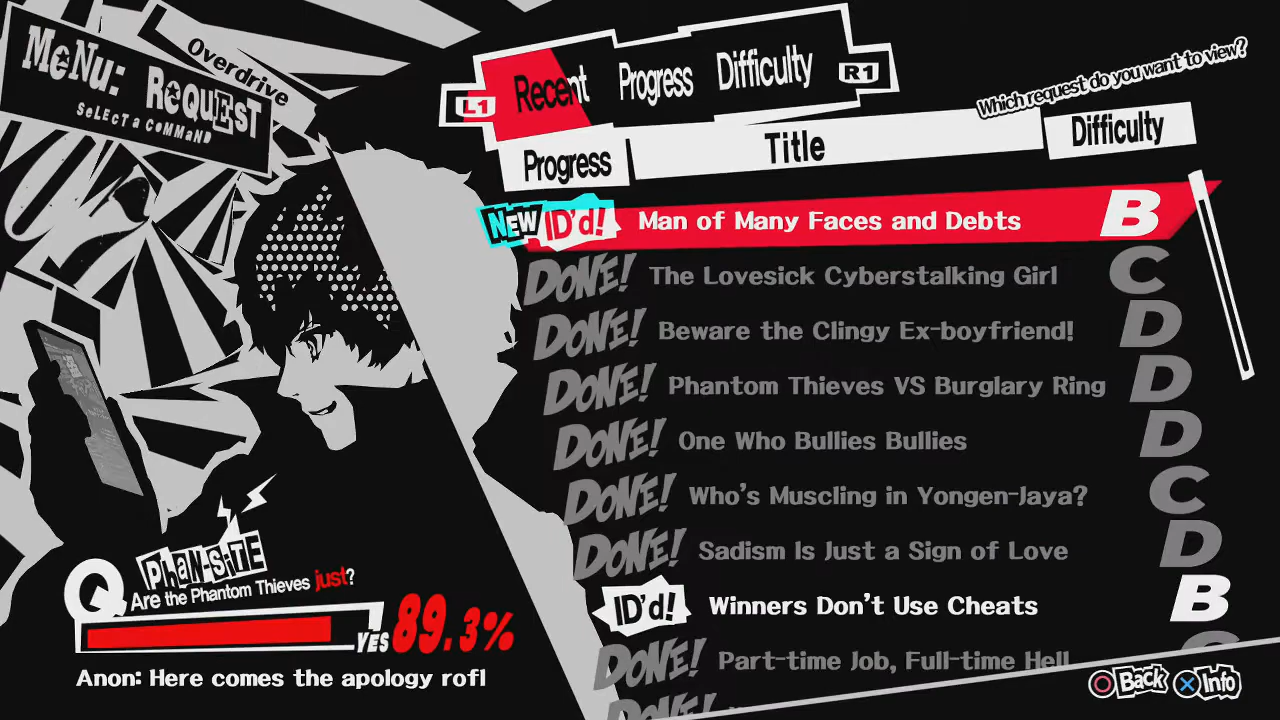 MeNu: RequEST
SeLEcT a CoMMaND
Overdrive
L1 Recent Progress Difficulty R1
Which request do you want to view?
Progress Title Difficulty
NEW ID'd! Man of Many Faces and Debts B
DONE! The Lovesick Cyberstalking Girl C
DONE! Beware the Clingy Ex-boyfriend! D
DONE! Phantom Thieves VS Burglary Ring D
DONE! One Who Bullies Bullies D
DONE! Who's Muscling in Yongen-Jaya? C
DONE! Sadism Is Just a Sign of Love D
ID'd! Winners Don't Use Cheats B
DONE! Part-time Job, Full-time Hell
PhaN-SiTE
Q Are the Phantom Thieves just?
YES 89.3%
Anon: Here comes the apology rofl
Back Info